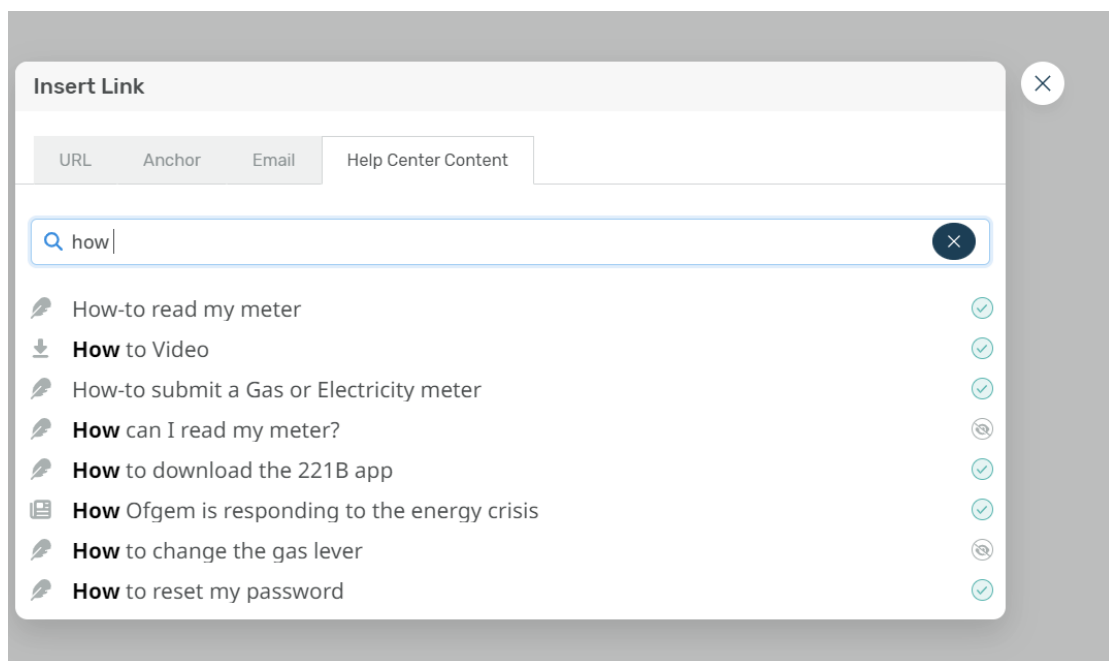 Insert Link
URL Anchor Email Help Center Content
how
How-to read my meter
How to Video
How-to submit a Gas or Electricity meter
How can I read my meter?
How to download the 221B app
How Ofgem is responding to the energy crisis
How to change the gas lever
How to reset my password